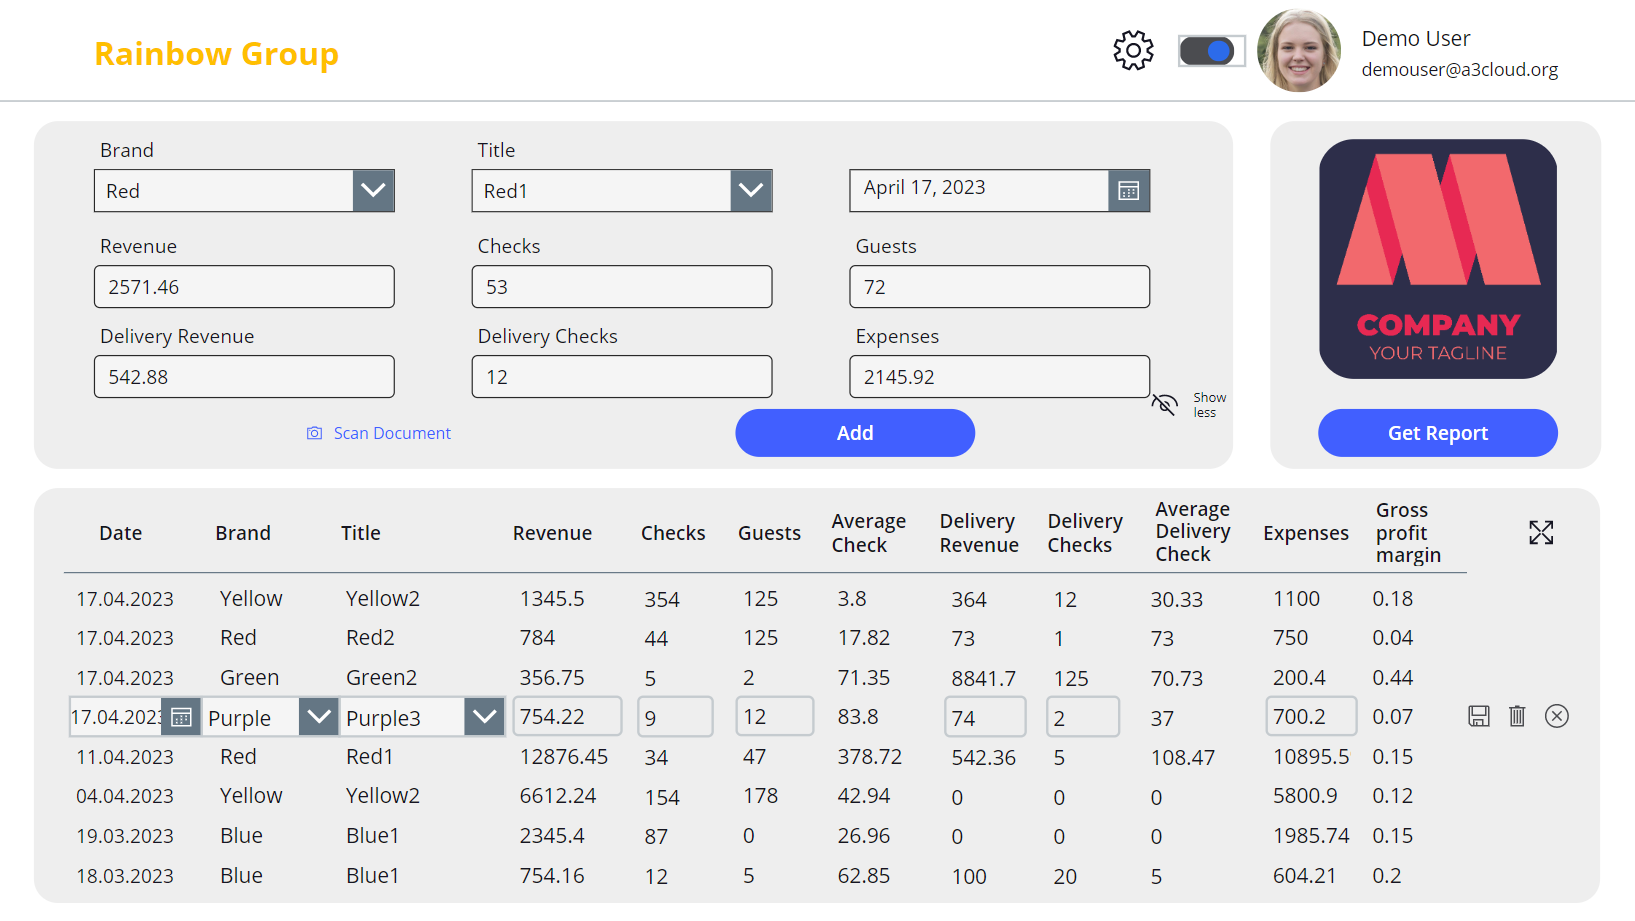 Rainbow Group
Demo User
demouser@a3cloud.org
Brand
Title
Red
Red1
April 17, 2023
Revenue
Checks
Guests
2571.46
53
72
Delivery Revenue
Delivery Checks
Expenses
542.88
12
2145.92
Show
less
Scan Document
Add
COMPANY
YOUR TAGLINE
Get Report
Date Brand Title Revenue Checks Guests Average Check Delivery Revenue Delivery Checks Average Delivery Check Expenses Gross profit margin
17.04.2023 Yellow Yellow2 1345.5 354 125 3.8 364 12 30.33 1100 0.18
17.04.2023 Red Red2 784 44 125 17.82 73 1 73 750 0.04
17.04.2023 Green Green2 356.75 5 2 71.35 8841.7 125 70.73 200.4 0.44
17.04.2023 Purple Purple3 754.22 9 12 83.8 74 2 37 700.2 0.07
11.04.2023 Red Red1 12876.45 34 47 378.72 542.36 5 108.47 10895.5 0.15
04.04.2023 Yellow Yellow2 6612.24 154 178 42.94 0 0 0 5800.9 0.12
19.03.2023 Blue Blue1 2345.4 87 0 26.96 0 0 0 1985.74 0.15
18.03.2023 Blue Blue1 754.16 12 5 62.85 100 20 5 604.21 0.2